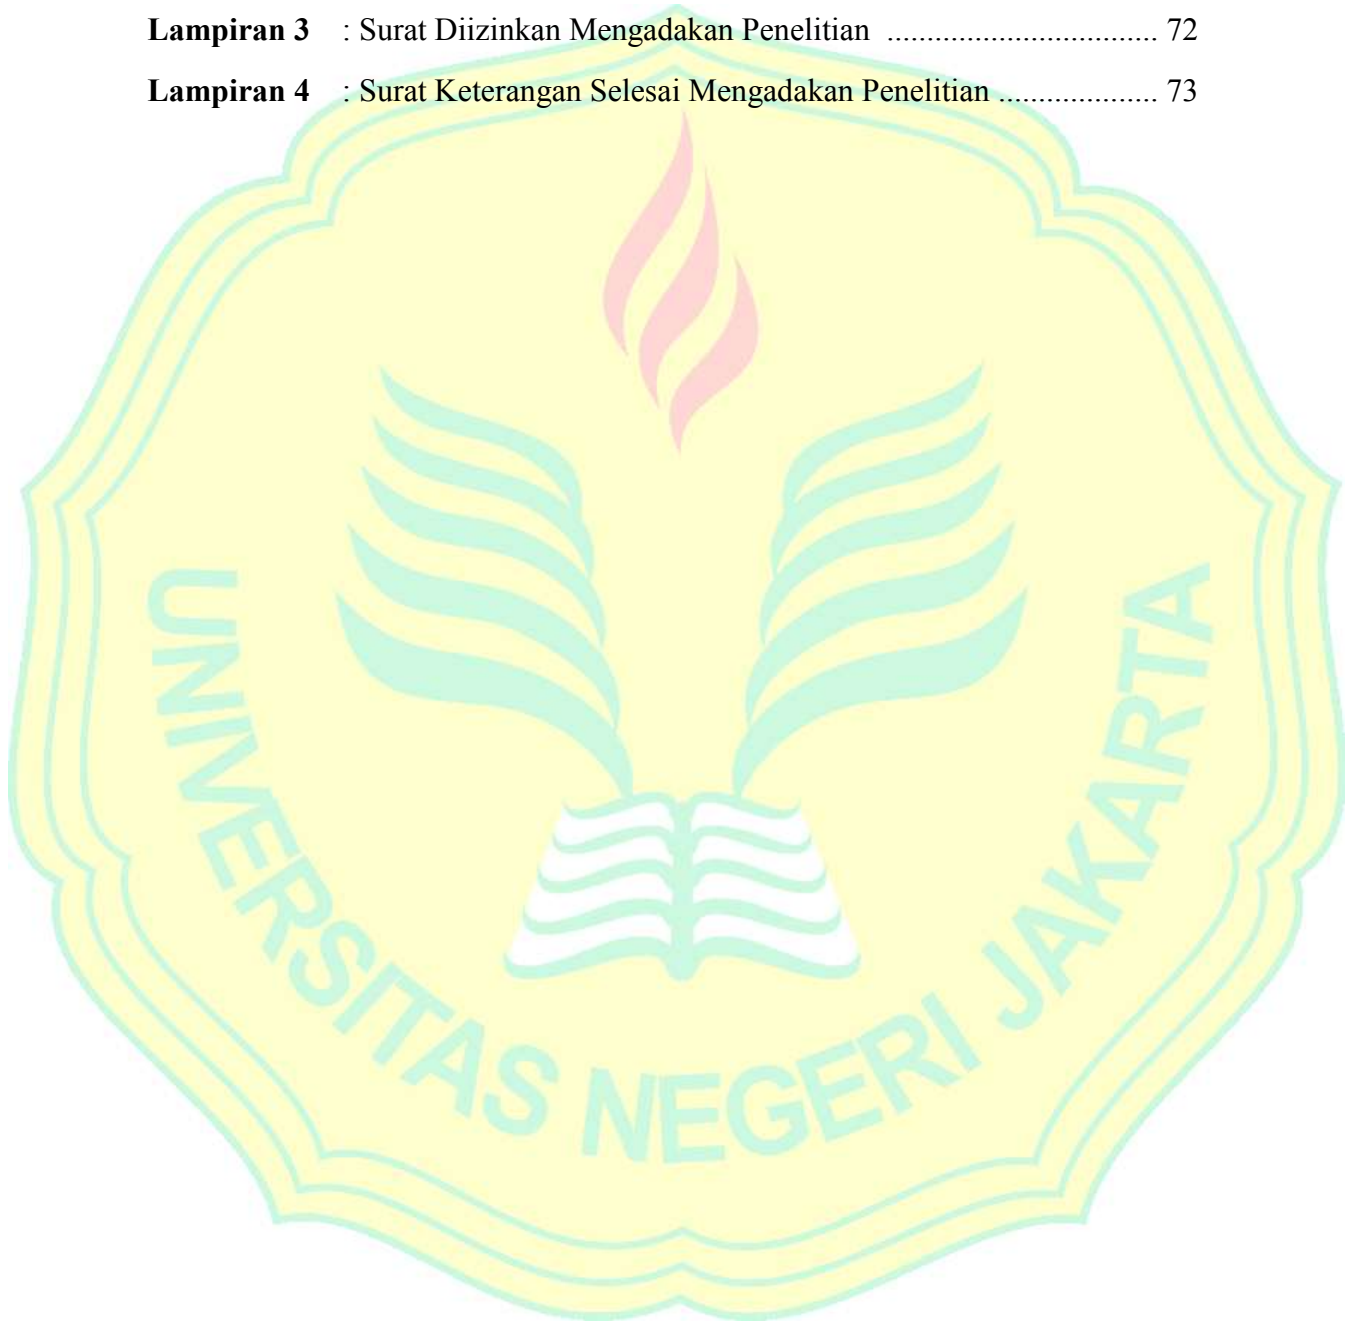 Lampiran 3 : Surat Diizinkan Mengadakan Penelitian .................................. 72
Lampiran 4 : Surat Keterangan Selesai Mengadakan Penelitian .................... 73
UNIVERSITAS NEGERI JAKARTA